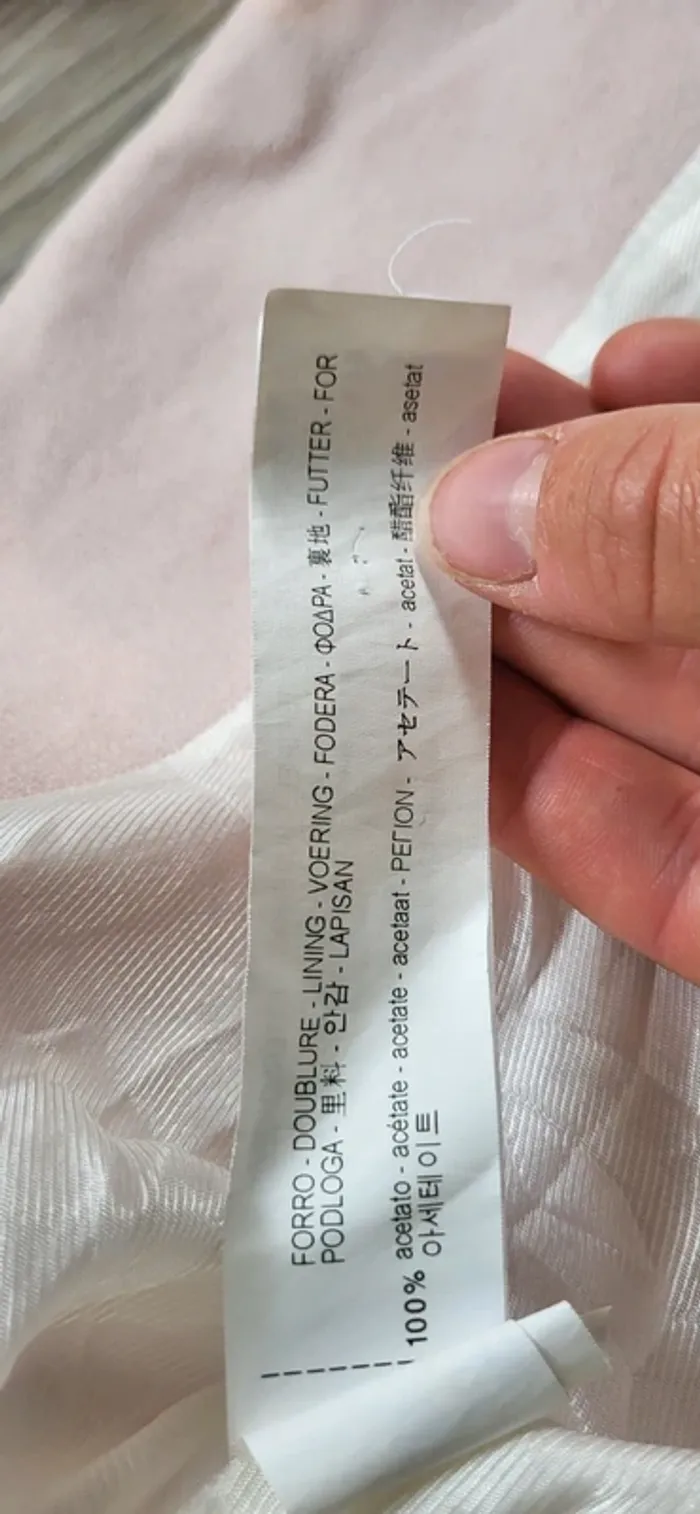 FORRO - DOUBLURE - LINING - VOERING - FODERA - ΦΟΔΡΑ - 裏地 - FUTTER - FOR
PODLOGA - 里料 - 안감 - LAPISAN
100% acetato - acétate - acetate - acetaat - ΡΕΓΙΟΝ - アセテート - acetat - 醋酯纤维 - asetat
아세테이트